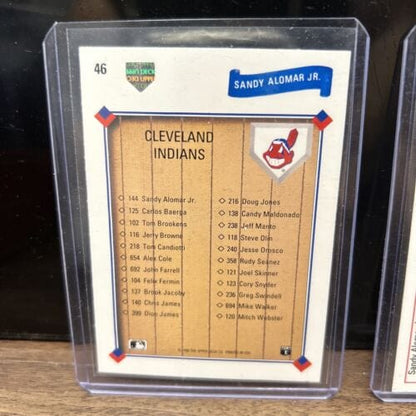 46
SANDY ALOMAR JR.
CLEVELAND
INDIANS
144 Sandy Alomar Jr.
125 Carlos Baerga
102 Tom Brookens
116 Jerry Browne
218 Tom Candiotti
654 Alex Cole
692 John Farrell
104 Felix Fermin
137 Brook Jacoby
140 Chris James
399 Dion James
216 Doug Jones
138 Candy Maldonado
238 Jeff Manto
118 Steve Olin
240 Jesse Orosco
358 Rudy Seanez
121 Joel Skinner
123 Cory Snyder
236 Greg Swindell
694 Mike Walker
120 Mitch Webster
Sandy Alomar